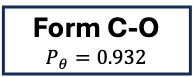 Form C-O
P_θ = 0.932